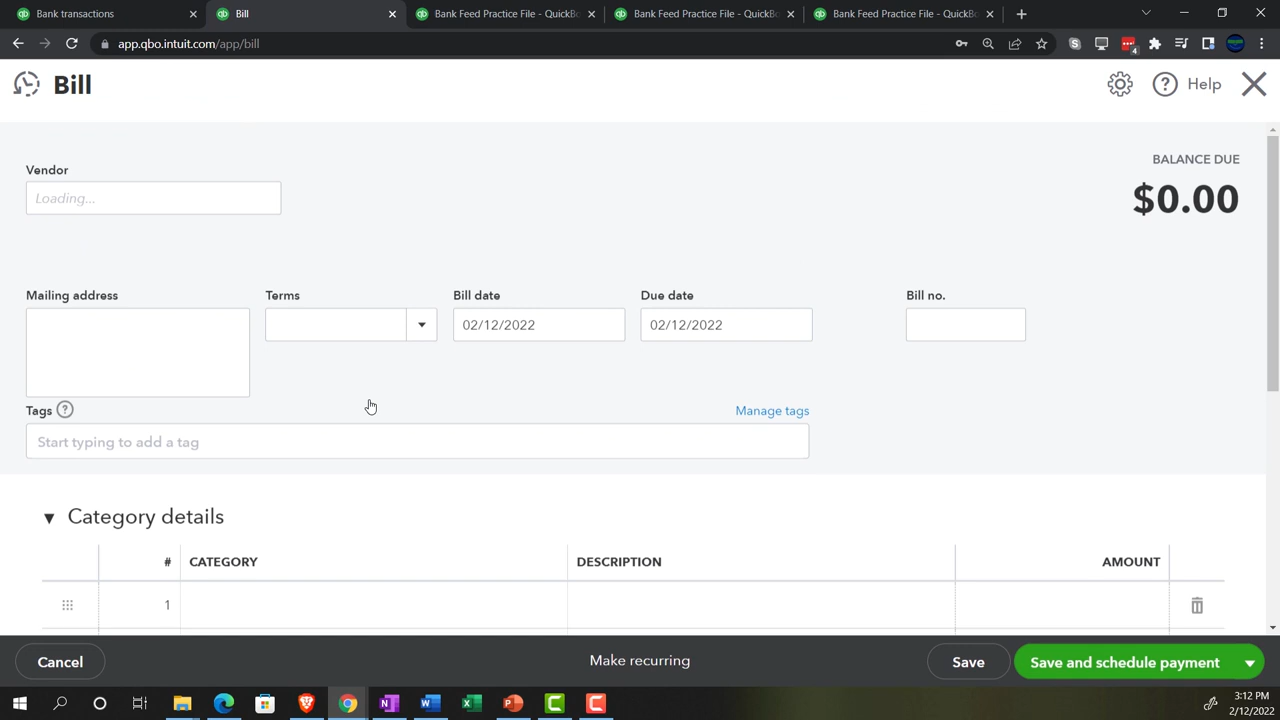 Bank transactions
Bill
Bank Feed Practice File - QuickBo
Bank Feed Practice File - QuickBo
Bank Feed Practice File - QuickBo
app.qbo.intuit.com/app/bill
4
Bill
Help
Vendor
BALANCE DUE
Loading...
$0.00
Mailing address
Terms
Bill date
Due date
Bill no.
02/12/2022
02/12/2022
Tags ?
Manage tags
Start typing to add a tag
Category details
# CATEGORY DESCRIPTION AMOUNT
1
Cancel
Make recurring
Save
Save and schedule payment
3:12 PM
2/12/2022